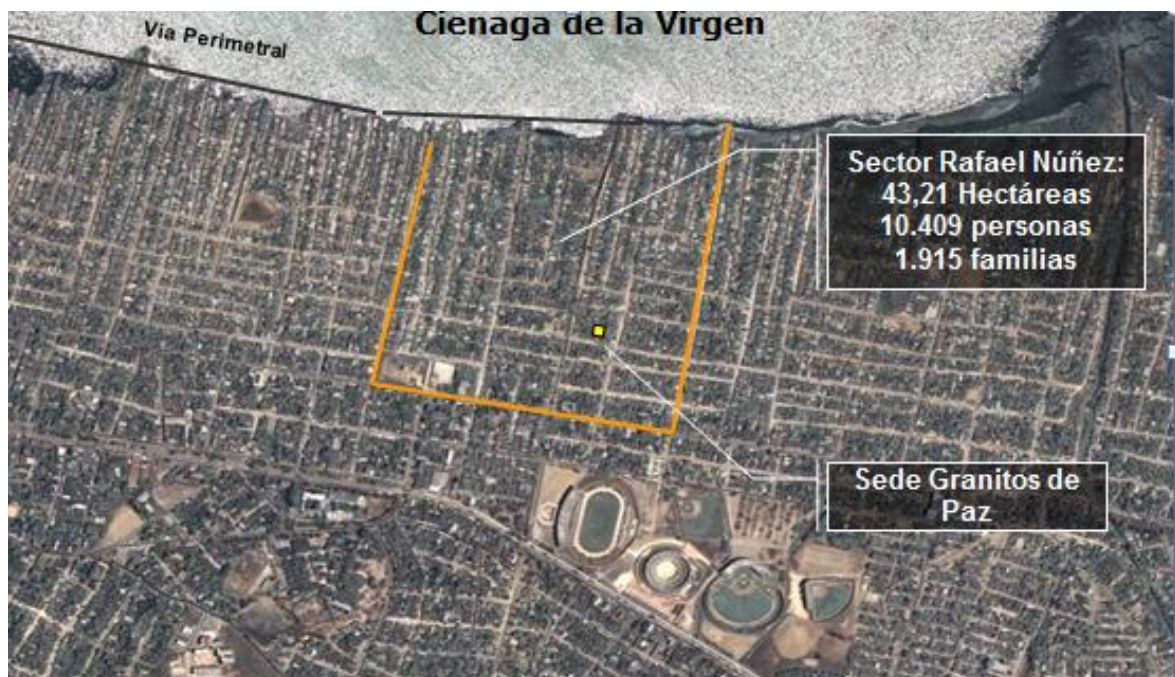 Cienaga de la Virgen
Via Perimetral
Sector Rafael Núñez:
43,21 Hectáreas
10.409 personas
1.915 familias
Sede Granitos de
Paz